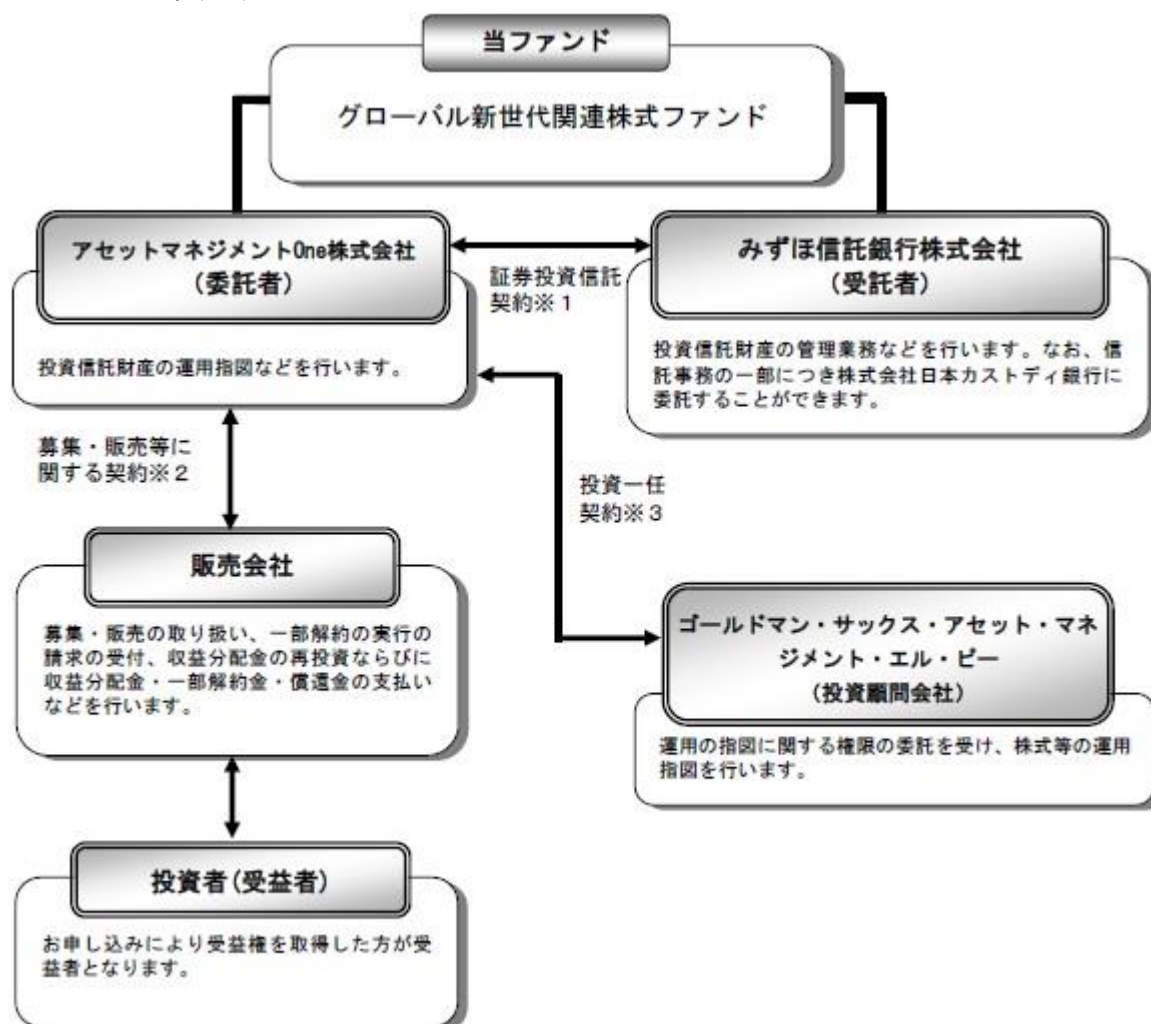 当ファンド
グローバル新世代関連株式ファンド
アセットマネジメントOne株式会社
(委託者)
投資信託財産の運用指図などを行います。
証券投資信託
契約※1
みずほ信託銀行株式会社
(受託者)
投資信託財産の管理業務などを行います。なお、信
託事務の一部につき株式会社日本カストディ銀行に
委託することができます。
募集・販売等に
関する契約※2
投資一任
契約※3
販売会社
募集・販売の取り扱い、一部解約の実行の
請求の受付、収益分配金の再投資ならびに
収益分配金・一部解約金・償還金の支払い
などを行います。
ゴールドマン・サックス・アセット・マネ
ジメント・エル・ピー
(投資顧問会社)
運用の指図に関する権限の委託を受け、株式等の運用
指図を行います。
投資者(受益者)
お申し込みにより受益権を取得した方が受
益者となります。